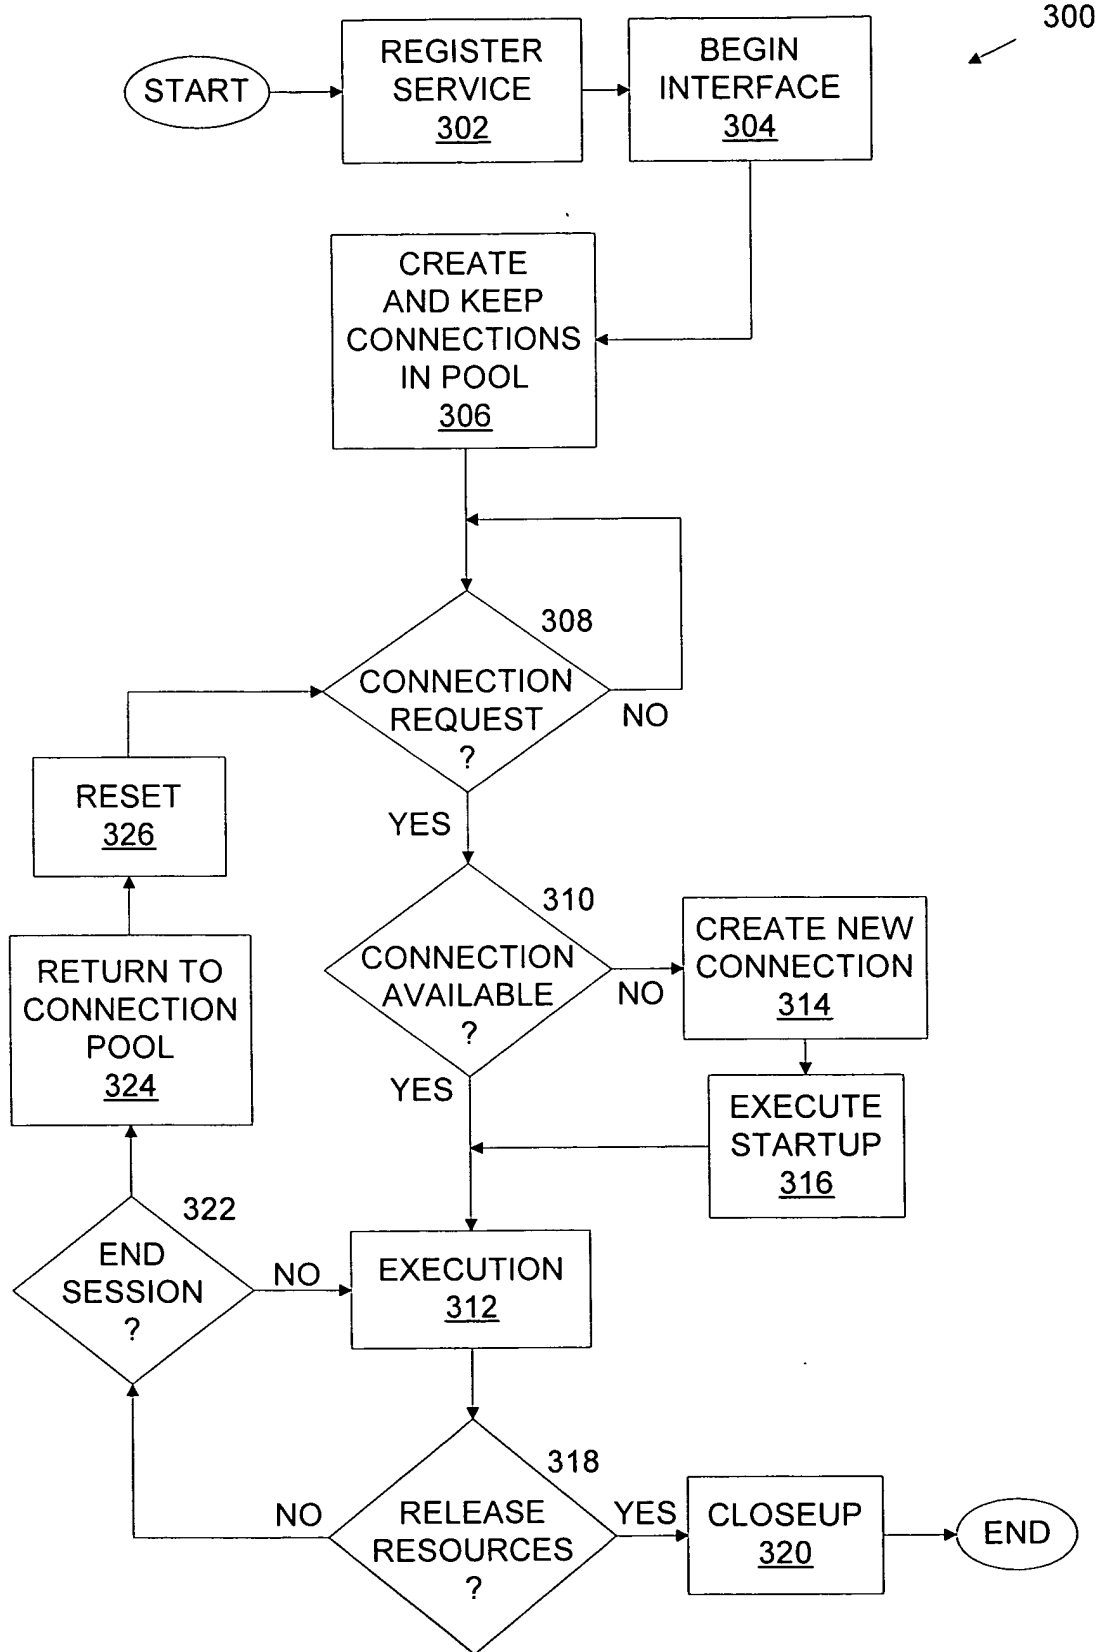 300
START
REGISTER
SERVICE
302
BEGIN
INTERFACE
304
CREATE
AND KEEP
CONNECTIONS
IN POOL
306
308
CONNECTION
REQUEST
?
NO
YES
RESET
326
310
CONNECTION
AVAILABLE
?
NO
YES
CREATE NEW
CONNECTION
314
RETURN TO
CONNECTION
POOL
324
EXECUTE
STARTUP
316
322
END
SESSION
?
NO
EXECUTION
312
318
RELEASE
RESOURCES
?
NO
YES
CLOSEUP
320
END